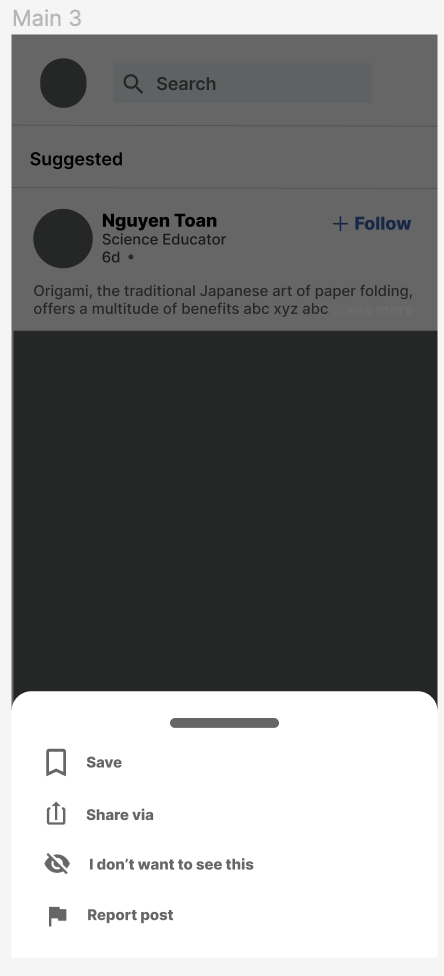 Main 3
Search
Suggested
Nguyen Toan
+ Follow
Science Educator
6d •
Origami, the traditional Japanese art of paper folding,
offers a multitude of benefits abc xyz abc ...see more
Save
Share via
I don’t want to see this
Report post